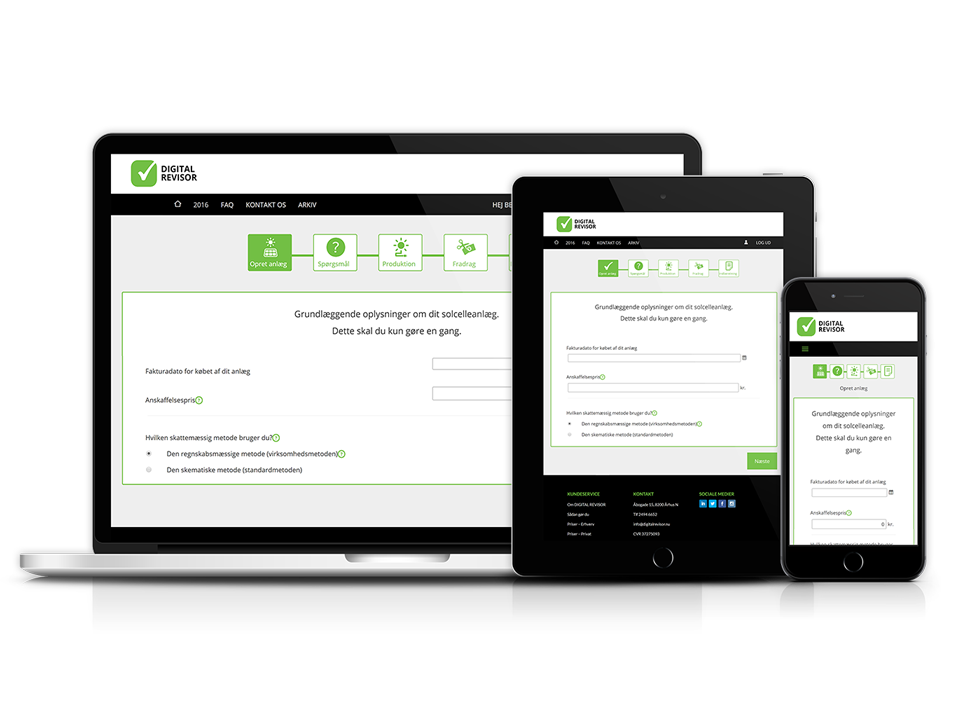 DIGITAL
REVISOR
2016 FAQ KONTAKT OS ARKIV HEJ BE
Opret anlæg Spørgsmål Produktion Fradrag
Grundlæggende oplysninger om dit solcelleanlæg.
Dette skal du kun gøre en gang.
Fakturadato for købet af dit anlæg
Anskaffelsespris?
Hvilken skattemæssig metode bruger du??
Den regnskabsmæssige metode (virksomhedsmetoden)?
Den skematiske metode (standardmetoden)
DIGITAL
REVISOR
2016 FAQ KONTAKT OS ARKIV LOG UD
Opret anlæg Spørgsmål Produktion Fradrag
Grundlæggende oplysninger om dit solcelleanlæg.
Dette skal du kun gøre en gang.
Fakturadato for købet af dit anlæg
Anskaffelsespris?
kr.
Hvilken skattemæssig metode bruger du??
Den regnskabsmæssige metode (virksomhedsmetoden)?
Den skematiske metode (standardmetoden)
Næste
KUNDESERVICE KONTAKT SOCIALE MEDIER
Om DIGITAL REVISOR Åbogade 15, 8200 Århus N
Sådan gør du Tlf 2494 6652
Priser - Erhverv info@digitalrevisor.nu
Priser - Privat CVR 37375093
DIGITAL
REVISOR
Opret anlæg
Grundlæggende oplysninger
om dit solcelleanlæg.
Dette skal du kun gøre en
gang.
Fakturadato for købet af dit anlæg
Anskaffelsespris?
0 kr.
Hvilken skattemæssig metode bruger